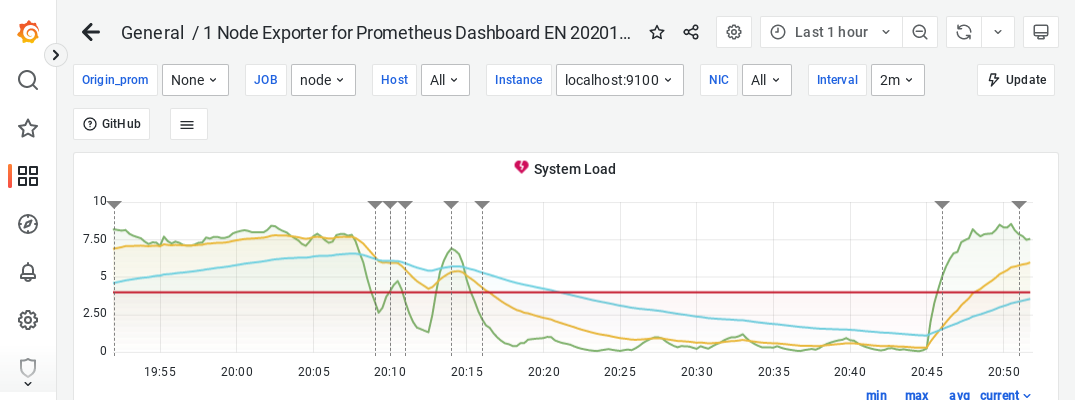 General / 1 Node Exporter for Prometheus Dashboard EN 20201... Last 1 hour
Origin_prom None JOB node Host All Instance localhost:9100 NIC All Interval 2m Update
GitHub
System Load
10
7.50
5
2.50
0
19:55 20:00 20:05 20:10 20:15 20:20 20:25 20:30 20:35 20:40 20:45 20:50
min max avg current